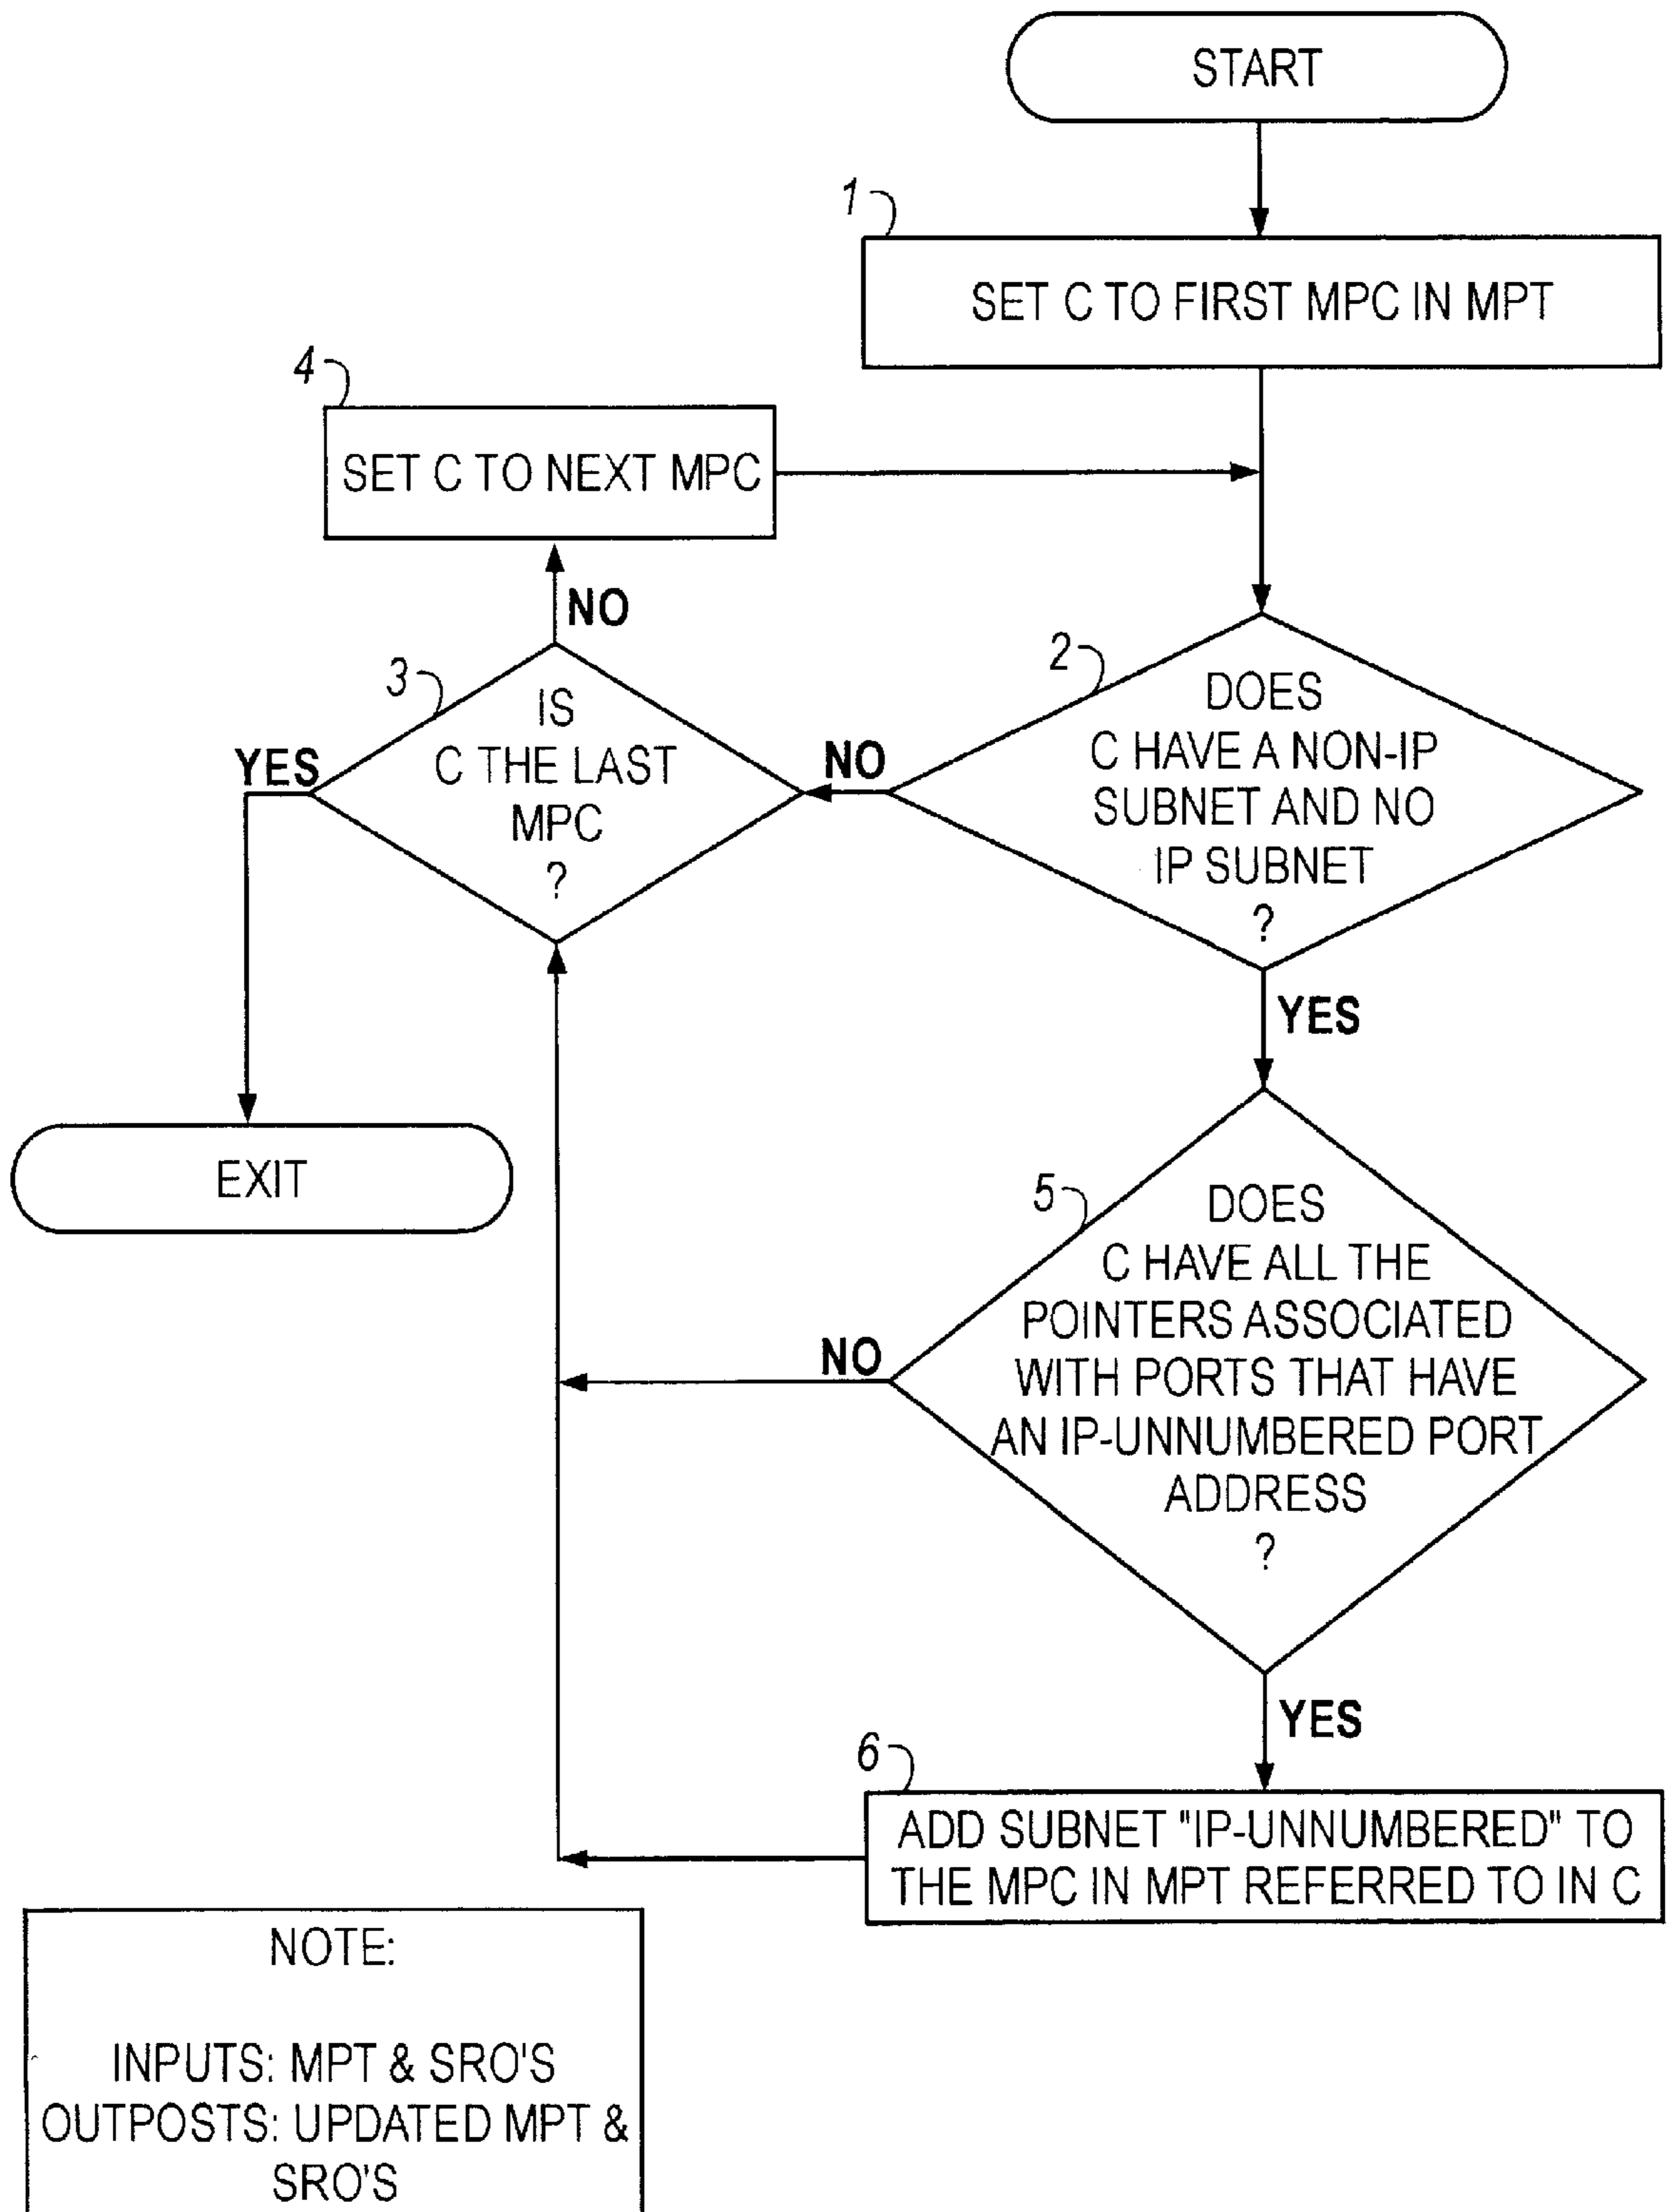 START
1
SET C TO FIRST MPC IN MPT
4
SET C TO NEXT MPC
NO
2
DOES
C HAVE A NON-IP
SUBNET AND NO
IP SUBNET
?
3
IS
C THE LAST
MPC
?
YES
NO
YES
EXIT
5
DOES
C HAVE ALL THE
POINTERS ASSOCIATED
WITH PORTS THAT HAVE
AN IP-UNNUMBERED PORT
ADDRESS
?
NO
YES
6
ADD SUBNET "IP-UNNUMBERED" TO
THE MPC IN MPT REFERRED TO IN C
NOTE:
INPUTS: MPT & SRO'S
OUTPOSTS: UPDATED MPT &
SRO'S